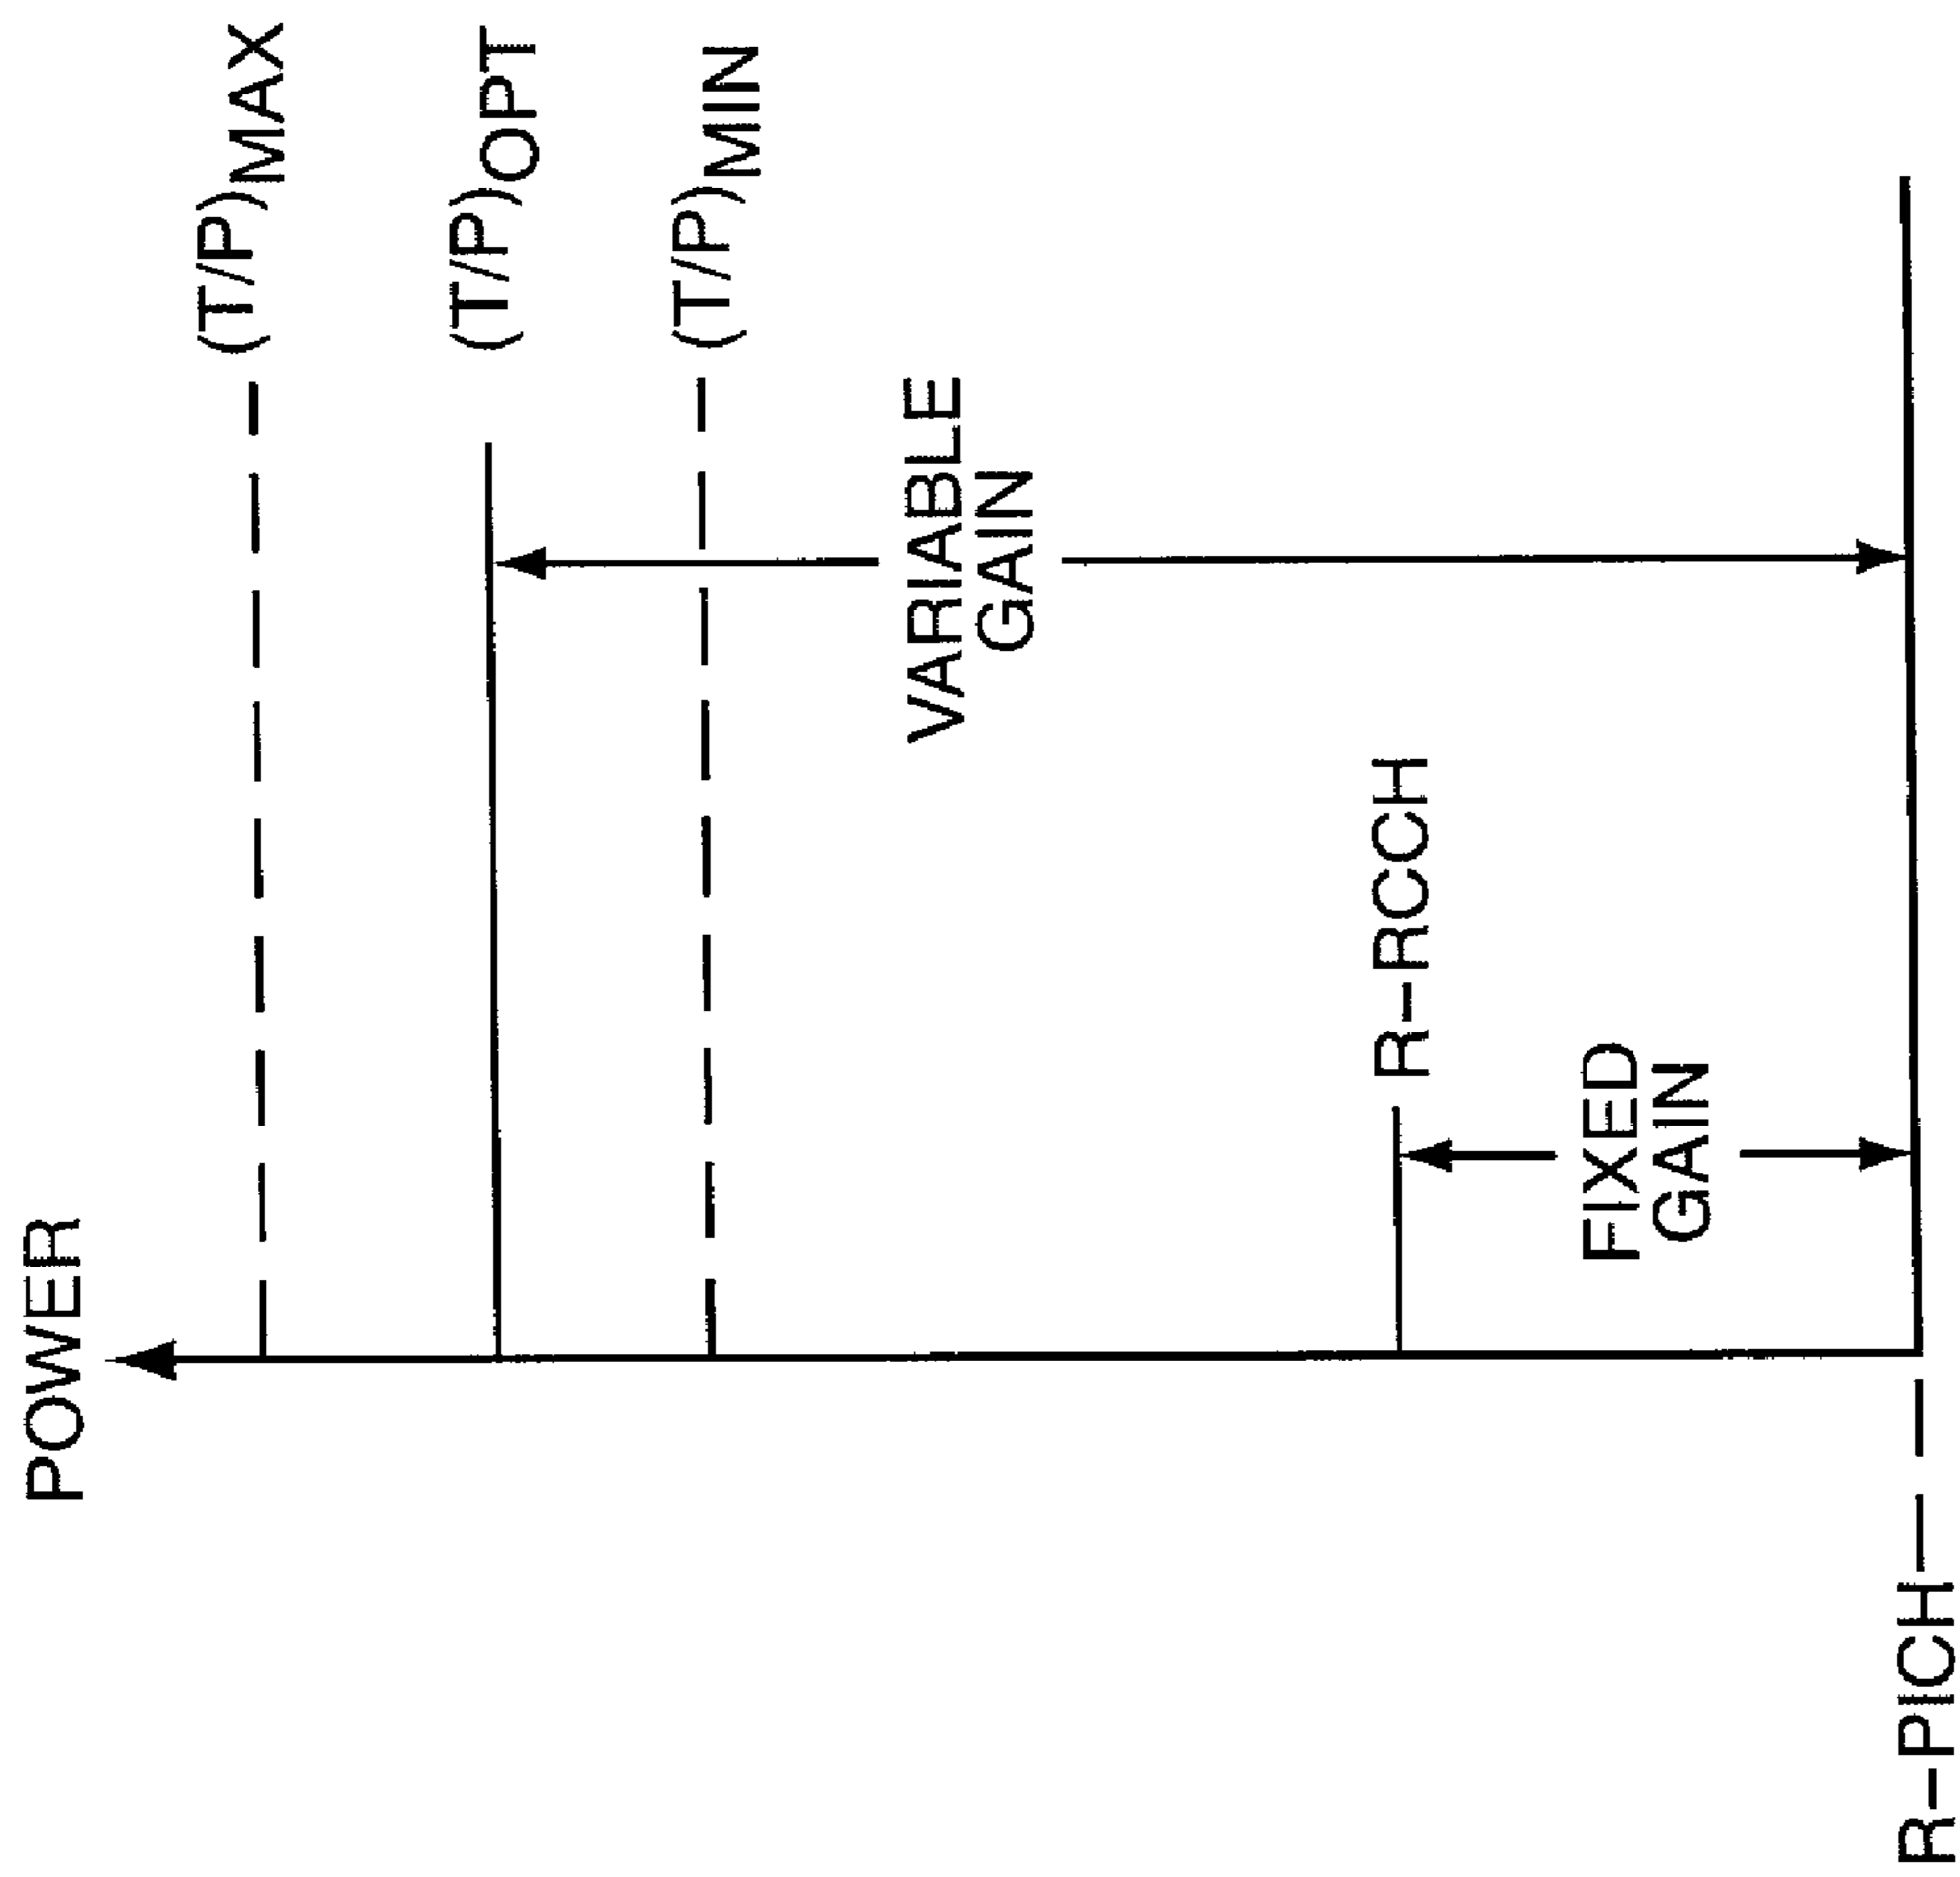 POWER
(T/P)MAX
(T/P)OPT
(T/P)MIN
VARIABLE
GAIN
R-RCCH
FIXED
GAIN
R-PICH